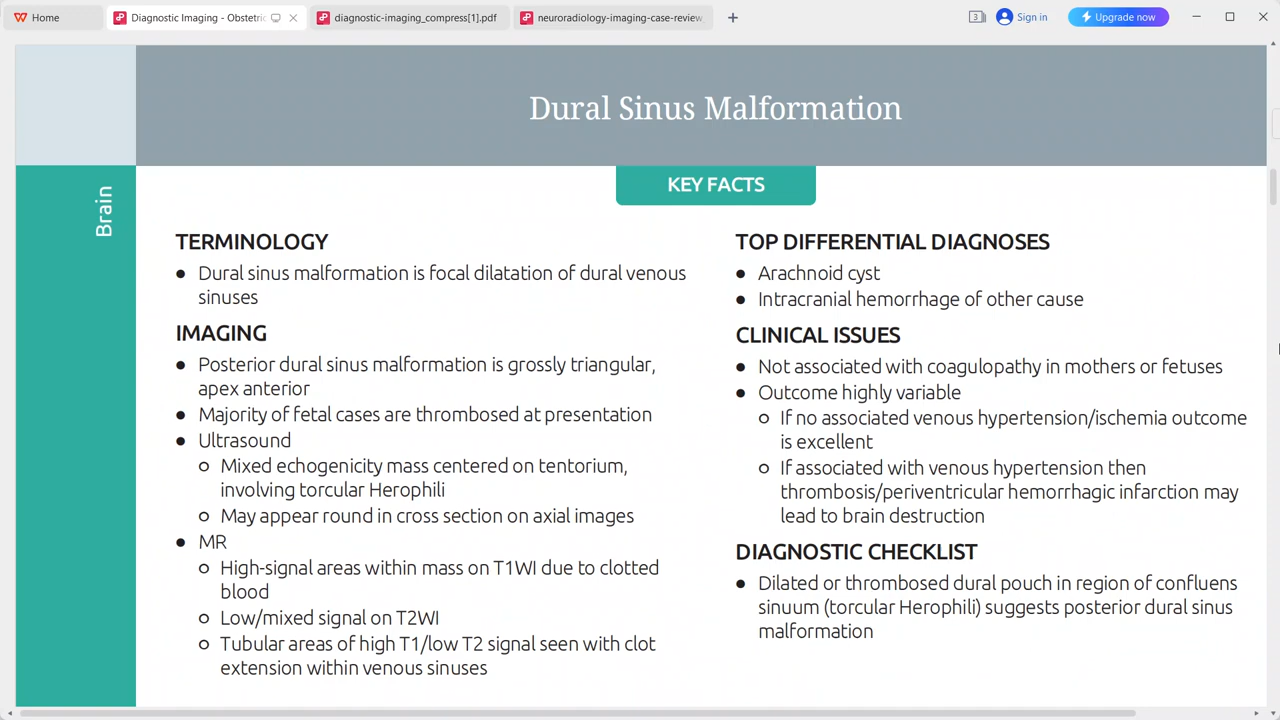 Home
Diagnostic Imaging - Obstetric
diagnostic-imaging_compress[1].pdf
neuroradiology-imaging-case-review
3
Sign in
Upgrade now
Dural Sinus Malformation
Brain
KEY FACTS
TERMINOLOGY
● Dural sinus malformation is focal dilatation of dural venous
sinuses
IMAGING
● Posterior dural sinus malformation is grossly triangular,
apex anterior
● Majority of fetal cases are thrombosed at presentation
● Ultrasound
○ Mixed echogenicity mass centered on tentorium,
involving torcular Herophili
○ May appear round in cross section on axial images
● MR
○ High-signal areas within mass on T1WI due to clotted
blood
○ Low/mixed signal on T2WI
○ Tubular areas of high T1/low T2 signal seen with clot
extension within venous sinuses
TOP DIFFERENTIAL DIAGNOSES
● Arachnoid cyst
● Intracranial hemorrhage of other cause
CLINICAL ISSUES
● Not associated with coagulopathy in mothers or fetuses
● Outcome highly variable
○ If no associated venous hypertension/ischemia outcome
is excellent
○ If associated with venous hypertension then
thrombosis/periventricular hemorrhagic infarction may
lead to brain destruction
DIAGNOSTIC CHECKLIST
● Dilated or thrombosed dural pouch in region of confluens
sinuum (torcular Herophili) suggests posterior dural sinus
malformation